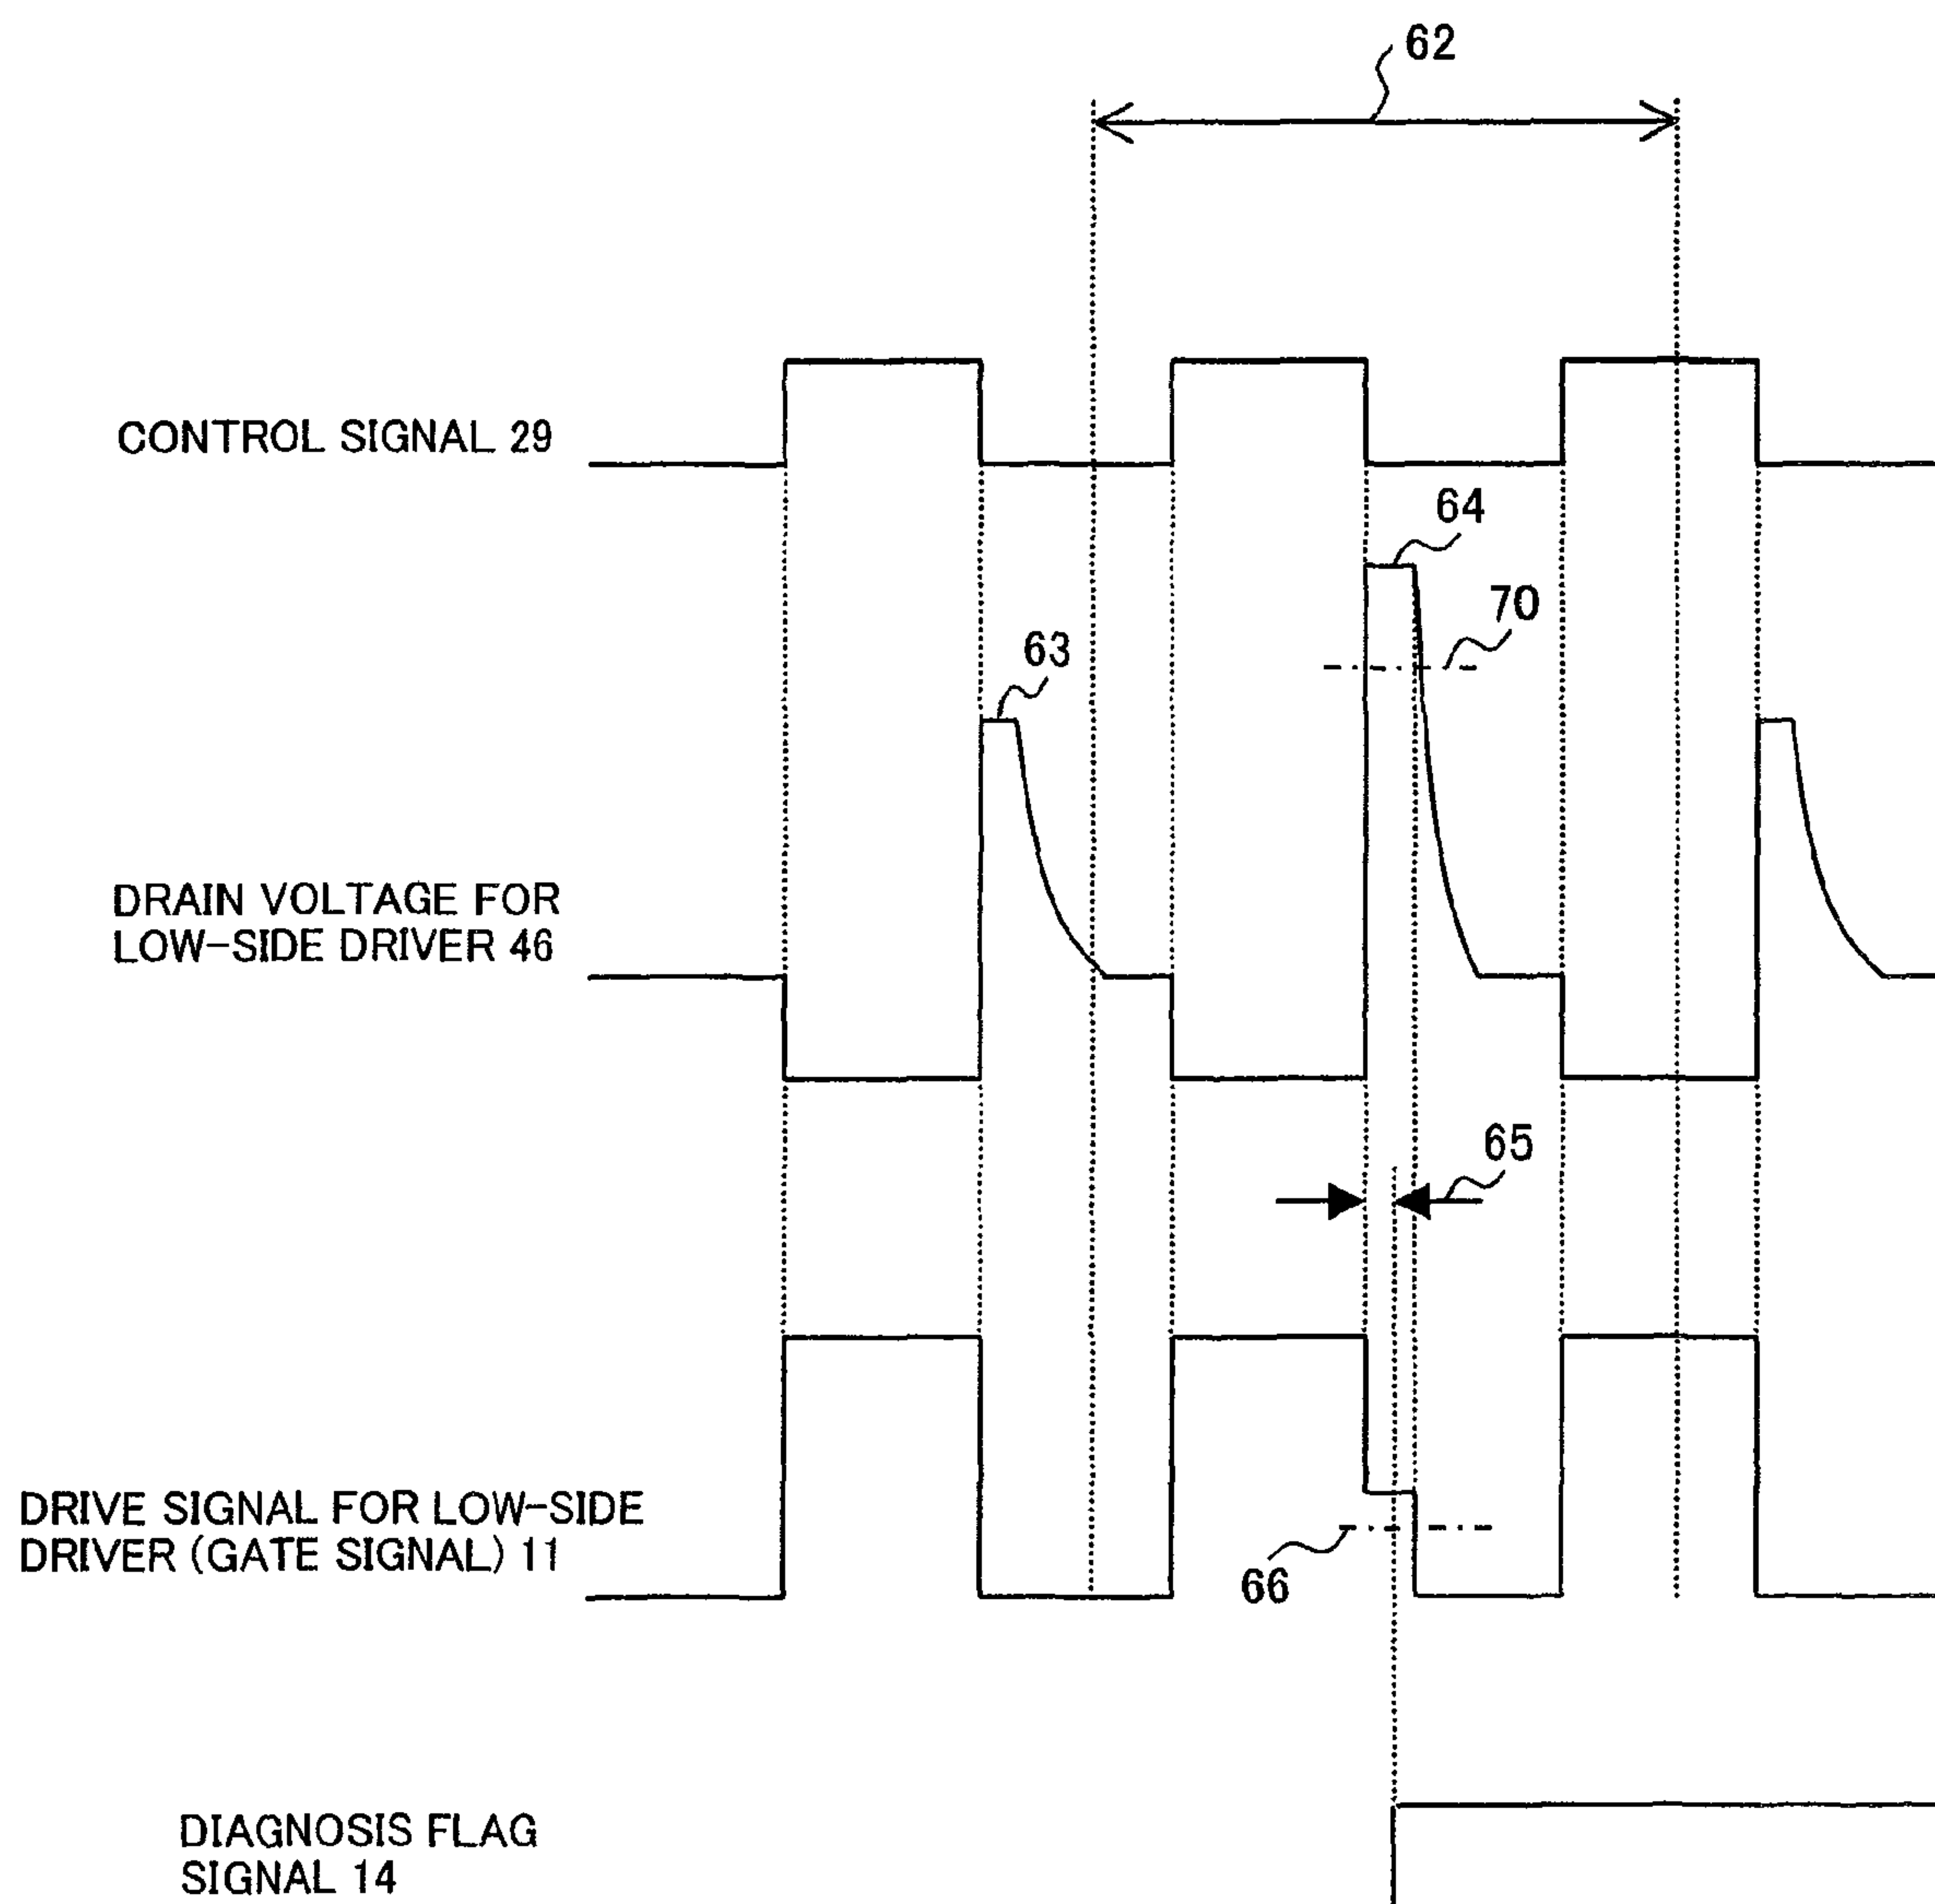 62
CONTROL SIGNAL 29
64
70
63
DRAIN VOLTAGE FOR
LOW-SIDE DRIVER 46
65
DRIVE SIGNAL FOR LOW-SIDE
DRIVER (GATE SIGNAL) 11
66
DIAGNOSIS FLAG
SIGNAL 14